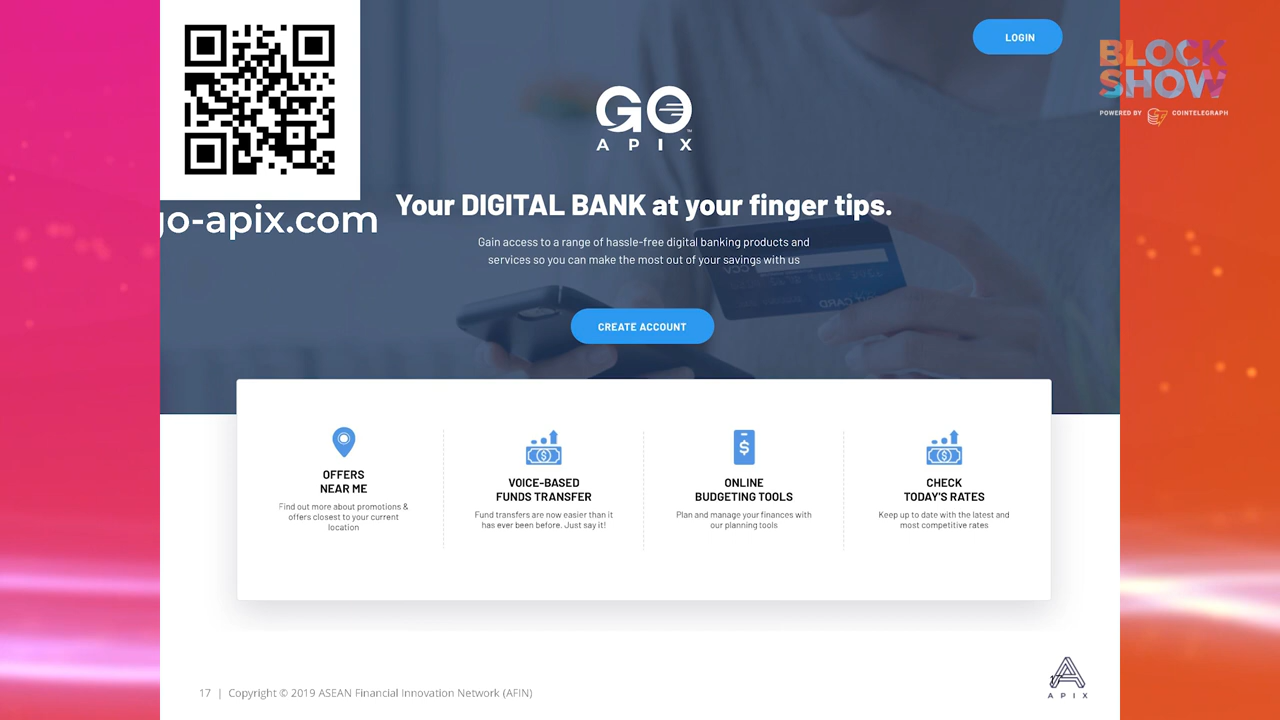 LOGIN
BLOCK
SHOW
POWERED BY COINTELEGRAPH
GO
APIX
go-apix.com
Your DIGITAL BANK at your finger tips.
Gain access to a range of hassle-free digital banking products and
services so you can make the most out of your savings with us
CREATE ACCOUNT
OFFERS
NEAR ME
Find out more about promotions &
offers closest to your current
location
VOICE-BASED
FUNDS TRANSFER
Fund transfers are now easier than it
has ever been before. Just say it!
ONLINE
BUDGETING TOOLS
Plan and manage your finances with
our planning tools
CHECK
TODAY'S RATES
Keep up to date with the latest and
most competitive rates
17 | Copyright © 2019 ASEAN Financial Innovation Network (AFIN)
APIX